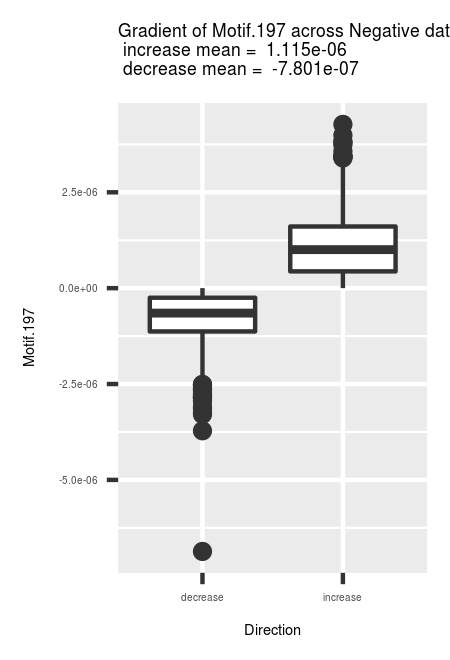 Gradient of Motif.197 across Negative dat
increase mean =  1.115e-06
decrease mean =  -7.801e-07
2.5e-06
0.0e+00
-2.5e-06
-5.0e-06
Motif.197
decrease
increase
Direction